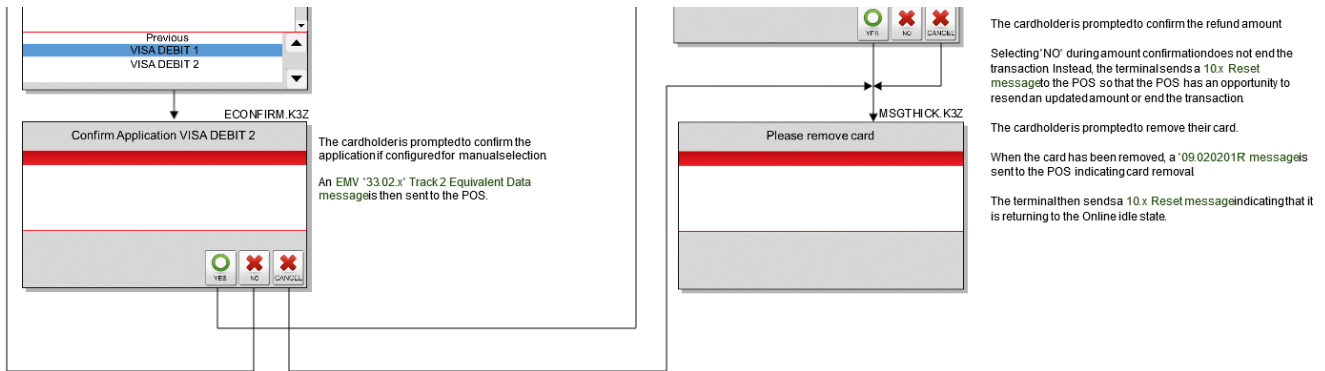 Previous
VISA DEBIT 1
VISA DEBIT 2
ECONFIRM.K3Z
Confirm Application VISA DEBIT 2
YES
NO
CANCEL
The cardholder is prompted to confirm the
application if configured for manual selection.
An EMV '33.02.x' Track 2 Equivalent Data
message is then sent to the POS.
YES
NO
CANCEL
MSGTHICK.K3Z
Please remove card
The cardholder is prompted to confirm the refund amount
Selecting 'NO' during amount confirmation does not end the
transaction. Instead, the terminal sends a 10.x Reset
message to the POS so that the POS has an opportunity to
resend an updated amount or end the transaction.
The cardholder is prompted to remove their card.
When the card has been removed, a '09.020201R message is
sent to the POS indicating card removal.
The terminal then sends a 10.x Reset message indicating that it
is returning to the Online idle state.